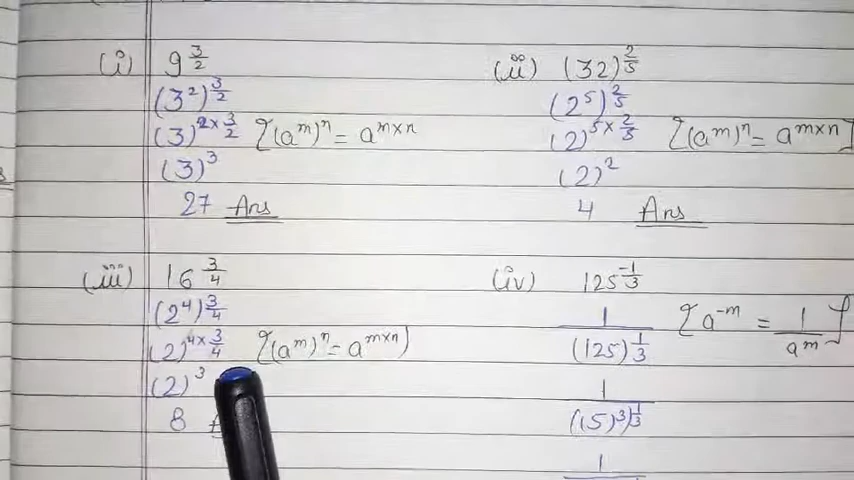 (i) 9^{3/2}
(3²)^{3/2}
(3)^{2×3/2} [(a^m)^n = a^{m×n}
(3)³
27 Ans
(ii) (32)^{2/5}
(2⁵)^{2/5}
(2)^{5×2/5} [(a^m)^n = a^{m×n}]
(2)²
4 Ans
(iii) 16^{3/4}
(2⁴)^{3/4}
(2)^{4×3/4} [(a^m)^n = a^{m×n}]
(2)³
8
(iv) 125^{-1/3}
1/(125)^{1/3} [a^{-m} = 1/a^m]
1/((5)³)^{1/3}
1